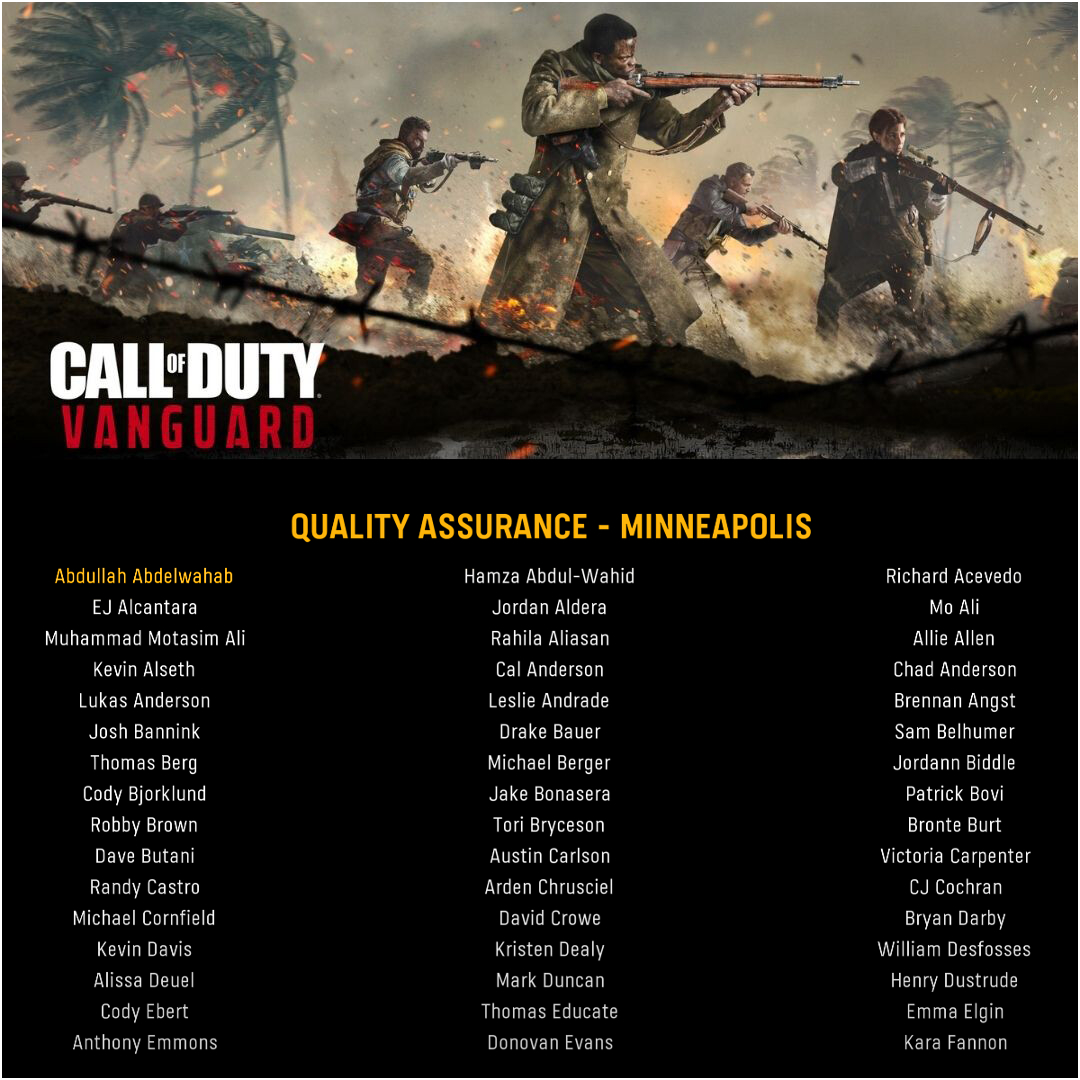 CALL OF DUTY
VANGUARD
QUALITY ASSURANCE - MINNEAPOLIS
Abdullah Abdelwahab Hamza Abdul-Wahid Richard Acevedo
EJ Alcantara Jordan Aldera Mo Ali
Muhammad Motasim Ali Rahila Aliasan Allie Allen
Kevin Alseth Cal Anderson Chad Anderson
Lukas Anderson Leslie Andrade Brennan Angst
Josh Bannink Drake Bauer Sam Belhumer
Thomas Berg Michael Berger Jordann Biddle
Cody Bjorklund Jake Bonasera Patrick Bovi
Robby Brown Tori Bryceson Bronte Burt
Dave Butani Austin Carlson Victoria Carpenter
Randy Castro Arden Chrusciel CJ Cochran
Michael Cornfield David Crowe Bryan Darby
Kevin Davis Kristen Dealy William Desfosses
Alissa Deuel Mark Duncan Henry Dustrude
Cody Ebert Thomas Educate Emma Elgin
Anthony Emmons Donovan Evans Kara Fannon